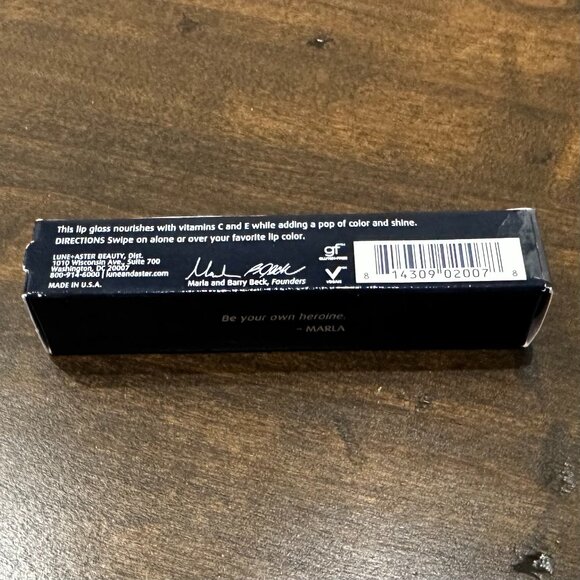 This lip gloss nourishes with vitamins C and E while adding a pop of color and shine.
DIRECTIONS Swipe on alone or over your favorite lip color.
LUNE+ASTER BEAUTY, Dist.
1010 Wisconsin Ave., Suite 700
Washington, DC 20007
800-914-6000 | luneandaster.com
MADE IN U.S.A.
Marla and Barry Beck, Founders
gf
GLUTEN-FREE
V
VEGAN
8 14309 02007 8
Be your own heroine.
- MARLA